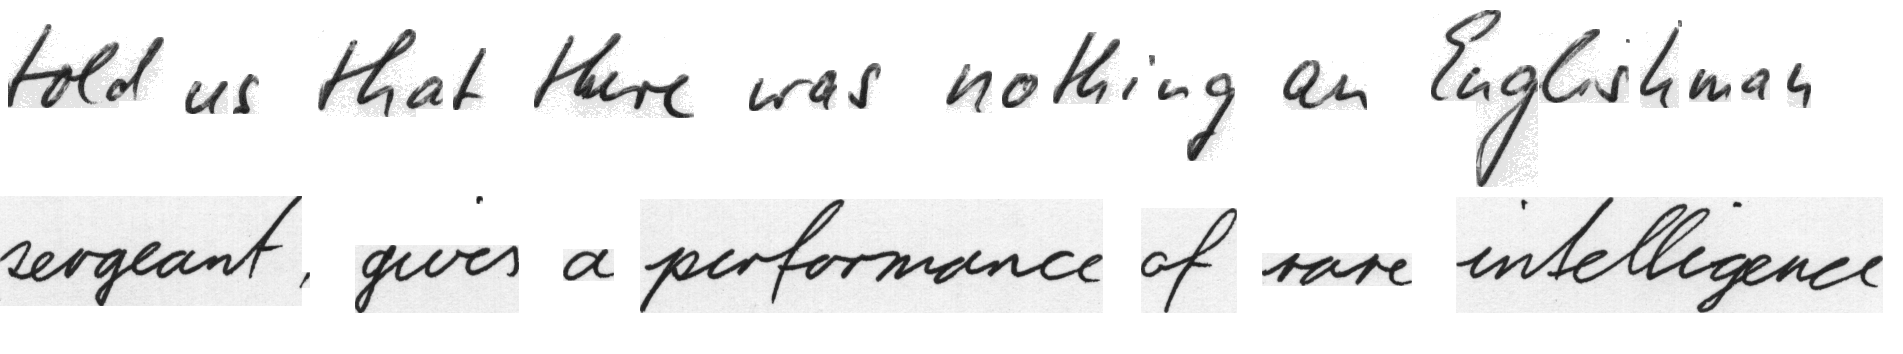 told us that there was nothing an Englishman
sergeant, gives a performance of rare intelligence